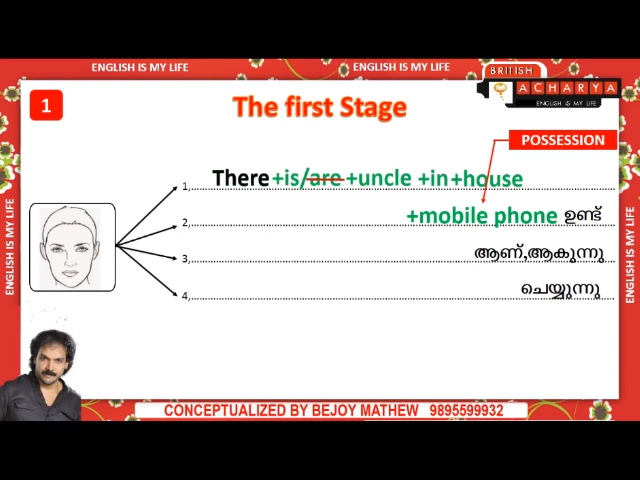 ENGLISH IS MY LIFE
ENGLISH IS MY LIFE
BRITISH
ACHARYA
ENGLISH IS MY LIFE
1
The first Stage
POSSESSION
1, There +is/are +uncle +in +house
2, +mobile phone ഉണ്ട്
3, ആണ്,ആകുന്നു
4, ചെയ്യുന്നു
ENGLISH IS MY LIFE
ENGLISH IS MY LIFE
CONCEPTUALIZED BY BEJOY MATHEW 9895599932